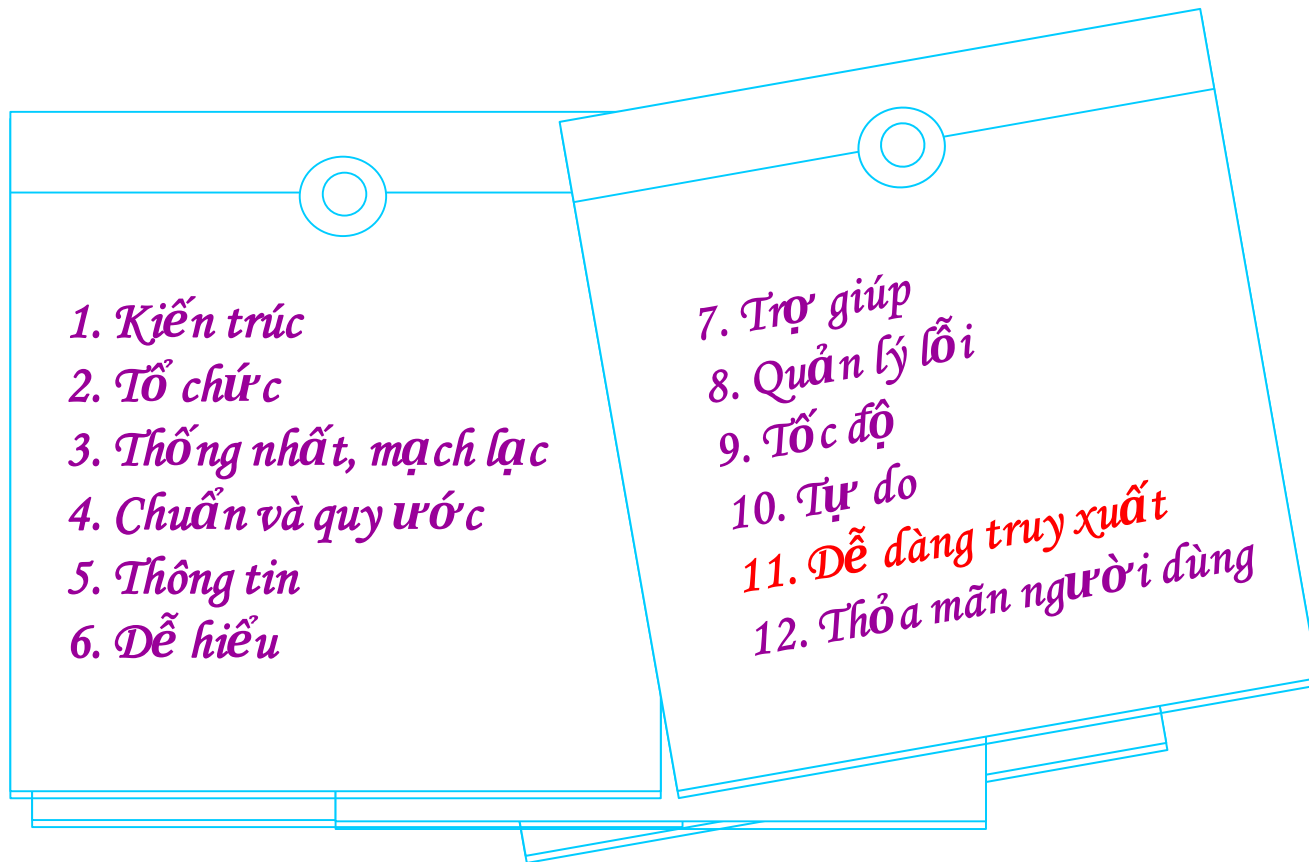 1. Kiến trúc
2. Tổ chức
3. Thống nhất, mạch lạc
4. Chuẩn và quy ước
5. Thông tin
6. Dễ hiểu
7. Trợ giúp
8. Quản lý lỗi
9. Tốc độ
10. Tự do
11. Dễ dàng truy xuất
12. Thỏa mãn người dùng